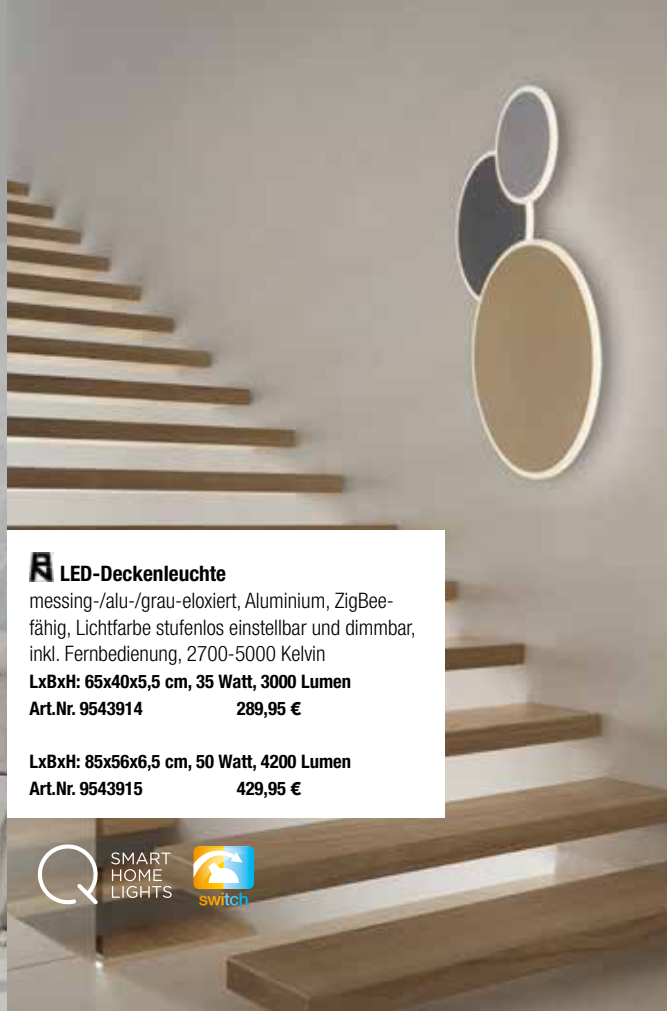 LED-Deckenleuchte
messing-/alu-/grau-eloxiert, Aluminium, ZigBee-
fähig, Lichtfarbe stufenlos einstellbar und dimmbar,
inkl. Fernbedienung, 2700-5000 Kelvin
LxBxH: 65x40x5,5 cm, 35 Watt, 3000 Lumen
Art.Nr. 9543914 289,95 €
LxBxH: 85x56x6,5 cm, 50 Watt, 4200 Lumen
Art.Nr. 9543915 429,95 €
Q SMART
HOME
LIGHTS
switch